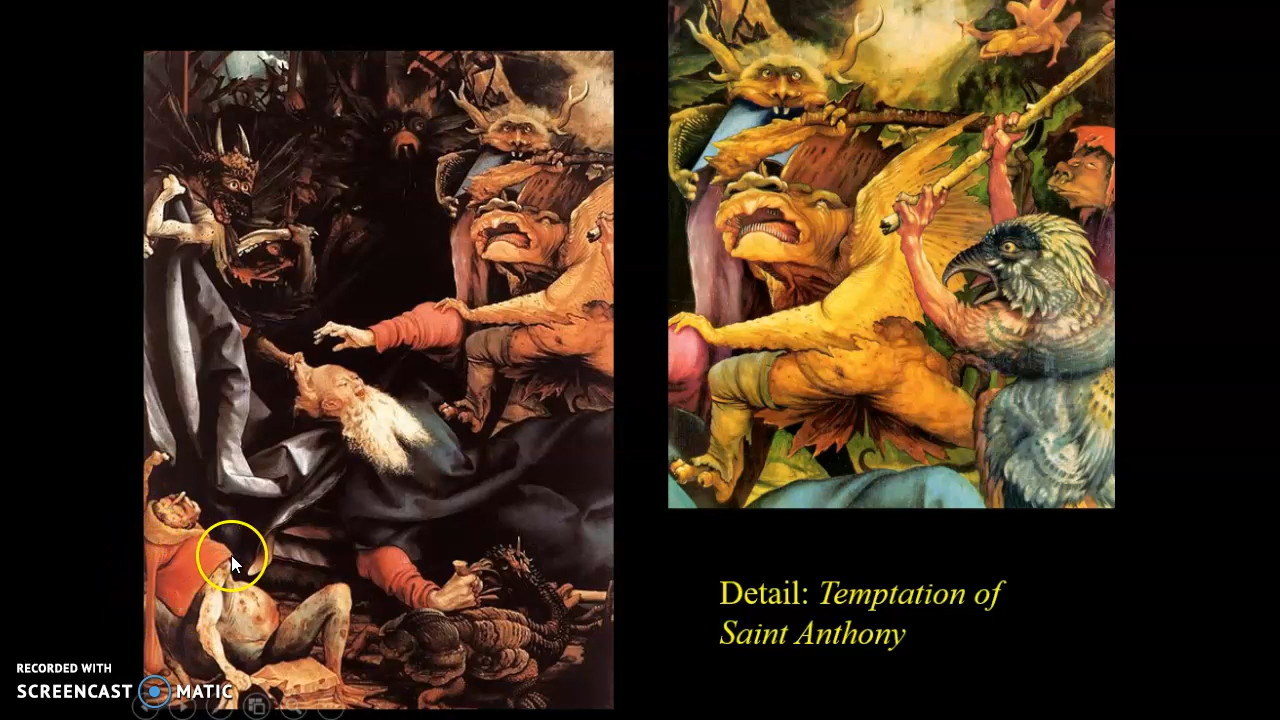 Detail: Temptation of
Saint Anthony
RECORDED WITH
SCREENCAST MATIC